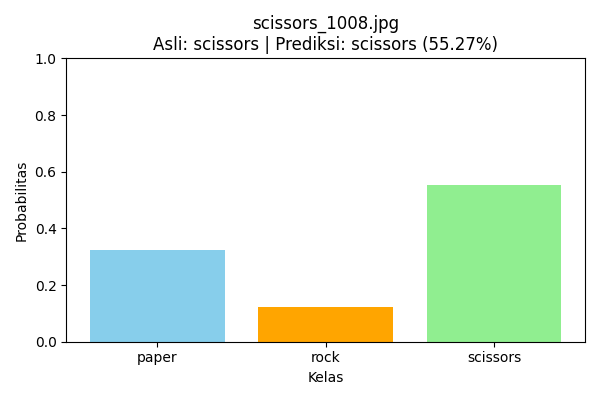 scissors_1008.jpg
Asli: scissors | Prediksi: scissors (55.27%)
1.0
0.8
0.6
0.4
0.2
0.0
Probabilitas
paper rock scissors
Kelas